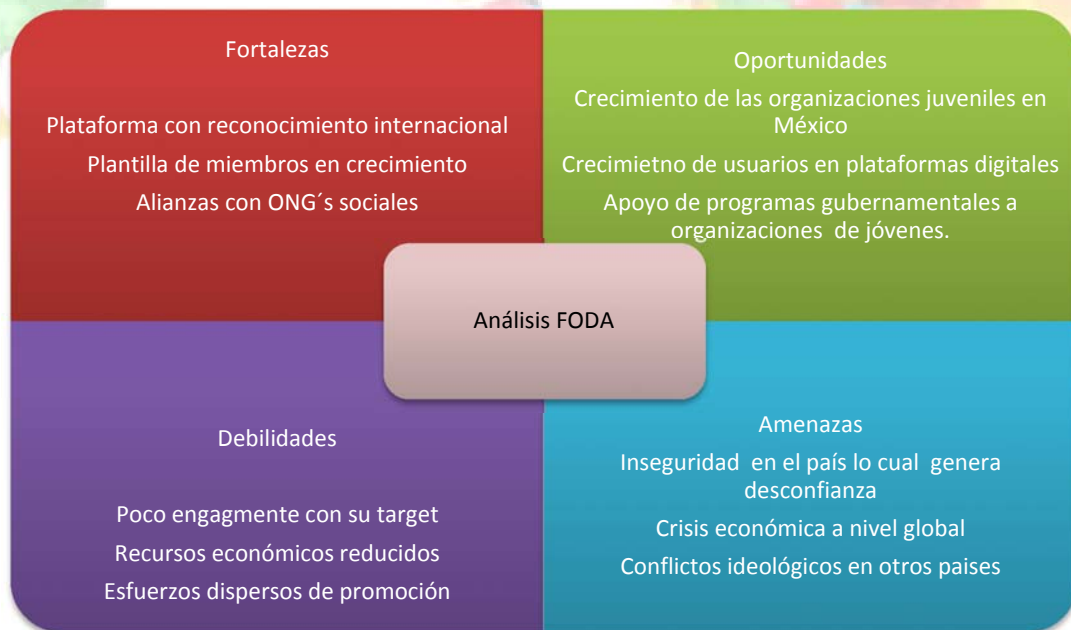 Fortalezas
Plataforma con reconocimiento internacional
Plantilla de miembros en crecimiento
Alianzas con ONG´s sociales
Oportunidades
Crecimiento de las organizaciones juveniles en
México
Crecimietno de usuarios en plataformas digitales
Apoyo de programas gubernamentales a
organizaciones de jóvenes.
Análisis FODA
Debilidades
Poco engagmente con su target
Recursos económicos reducidos
Esfuerzos dispersos de promoción
Amenazas
Inseguridad en el país lo cual genera
desconfianza
Crisis económica a nivel global
Conflictos ideológicos en otros paises